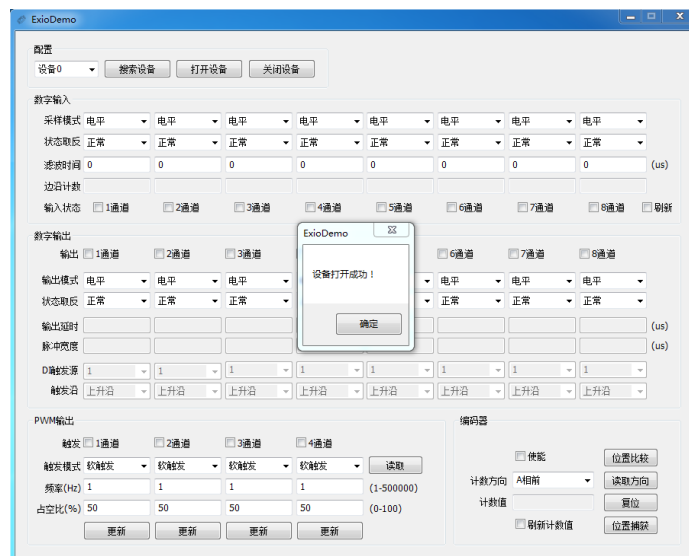 ExioDemo
配置
设备0 搜索设备 打开设备 关闭设备
数字输入
采样模式 电平 电平 电平 电平 电平 电平 电平 电平
状态取反 正常 正常 正常 正常 正常 正常 正常 正常
滤波时间 0 0 0 0 0 0 0 0 (us)
边沿计数
输入状态 1通道 2通道 3通道 4通道 5通道 6通道 7通道 8通道 刷新
数字输出
输出 1通道 2通道 3通道 6通道 7通道 8通道
输出模式 电平 电平 电平 电平 电平 电平
状态取反 正常 正常 正常 正常 正常 正常
输出延时 (us)
脉冲宽度 (us)
DI触发源 1 1 1 1 1 1 1 1
触发沿 上升沿 上升沿 上升沿 上升沿 上升沿 上升沿 上升沿 上升沿
ExioDemo
设备打开成功！
确定
PWM输出
触发 1通道 2通道 3通道 4通道
触发模式 软触发 软触发 软触发 软触发 读取
频率(Hz) 1 1 1 1 (1-500000)
占空比(%) 50 50 50 50 (0-100)
更新 更新 更新 更新
编码器
使能 位置比较
计数方向 A相前 读取方向
计数值 复位
刷新计数值 位置捕获